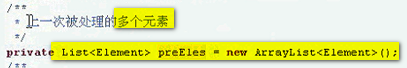 /**
* 上一次被处理的多个元素
*/
private List<Element> preEles = new ArrayList<Element>();
/**